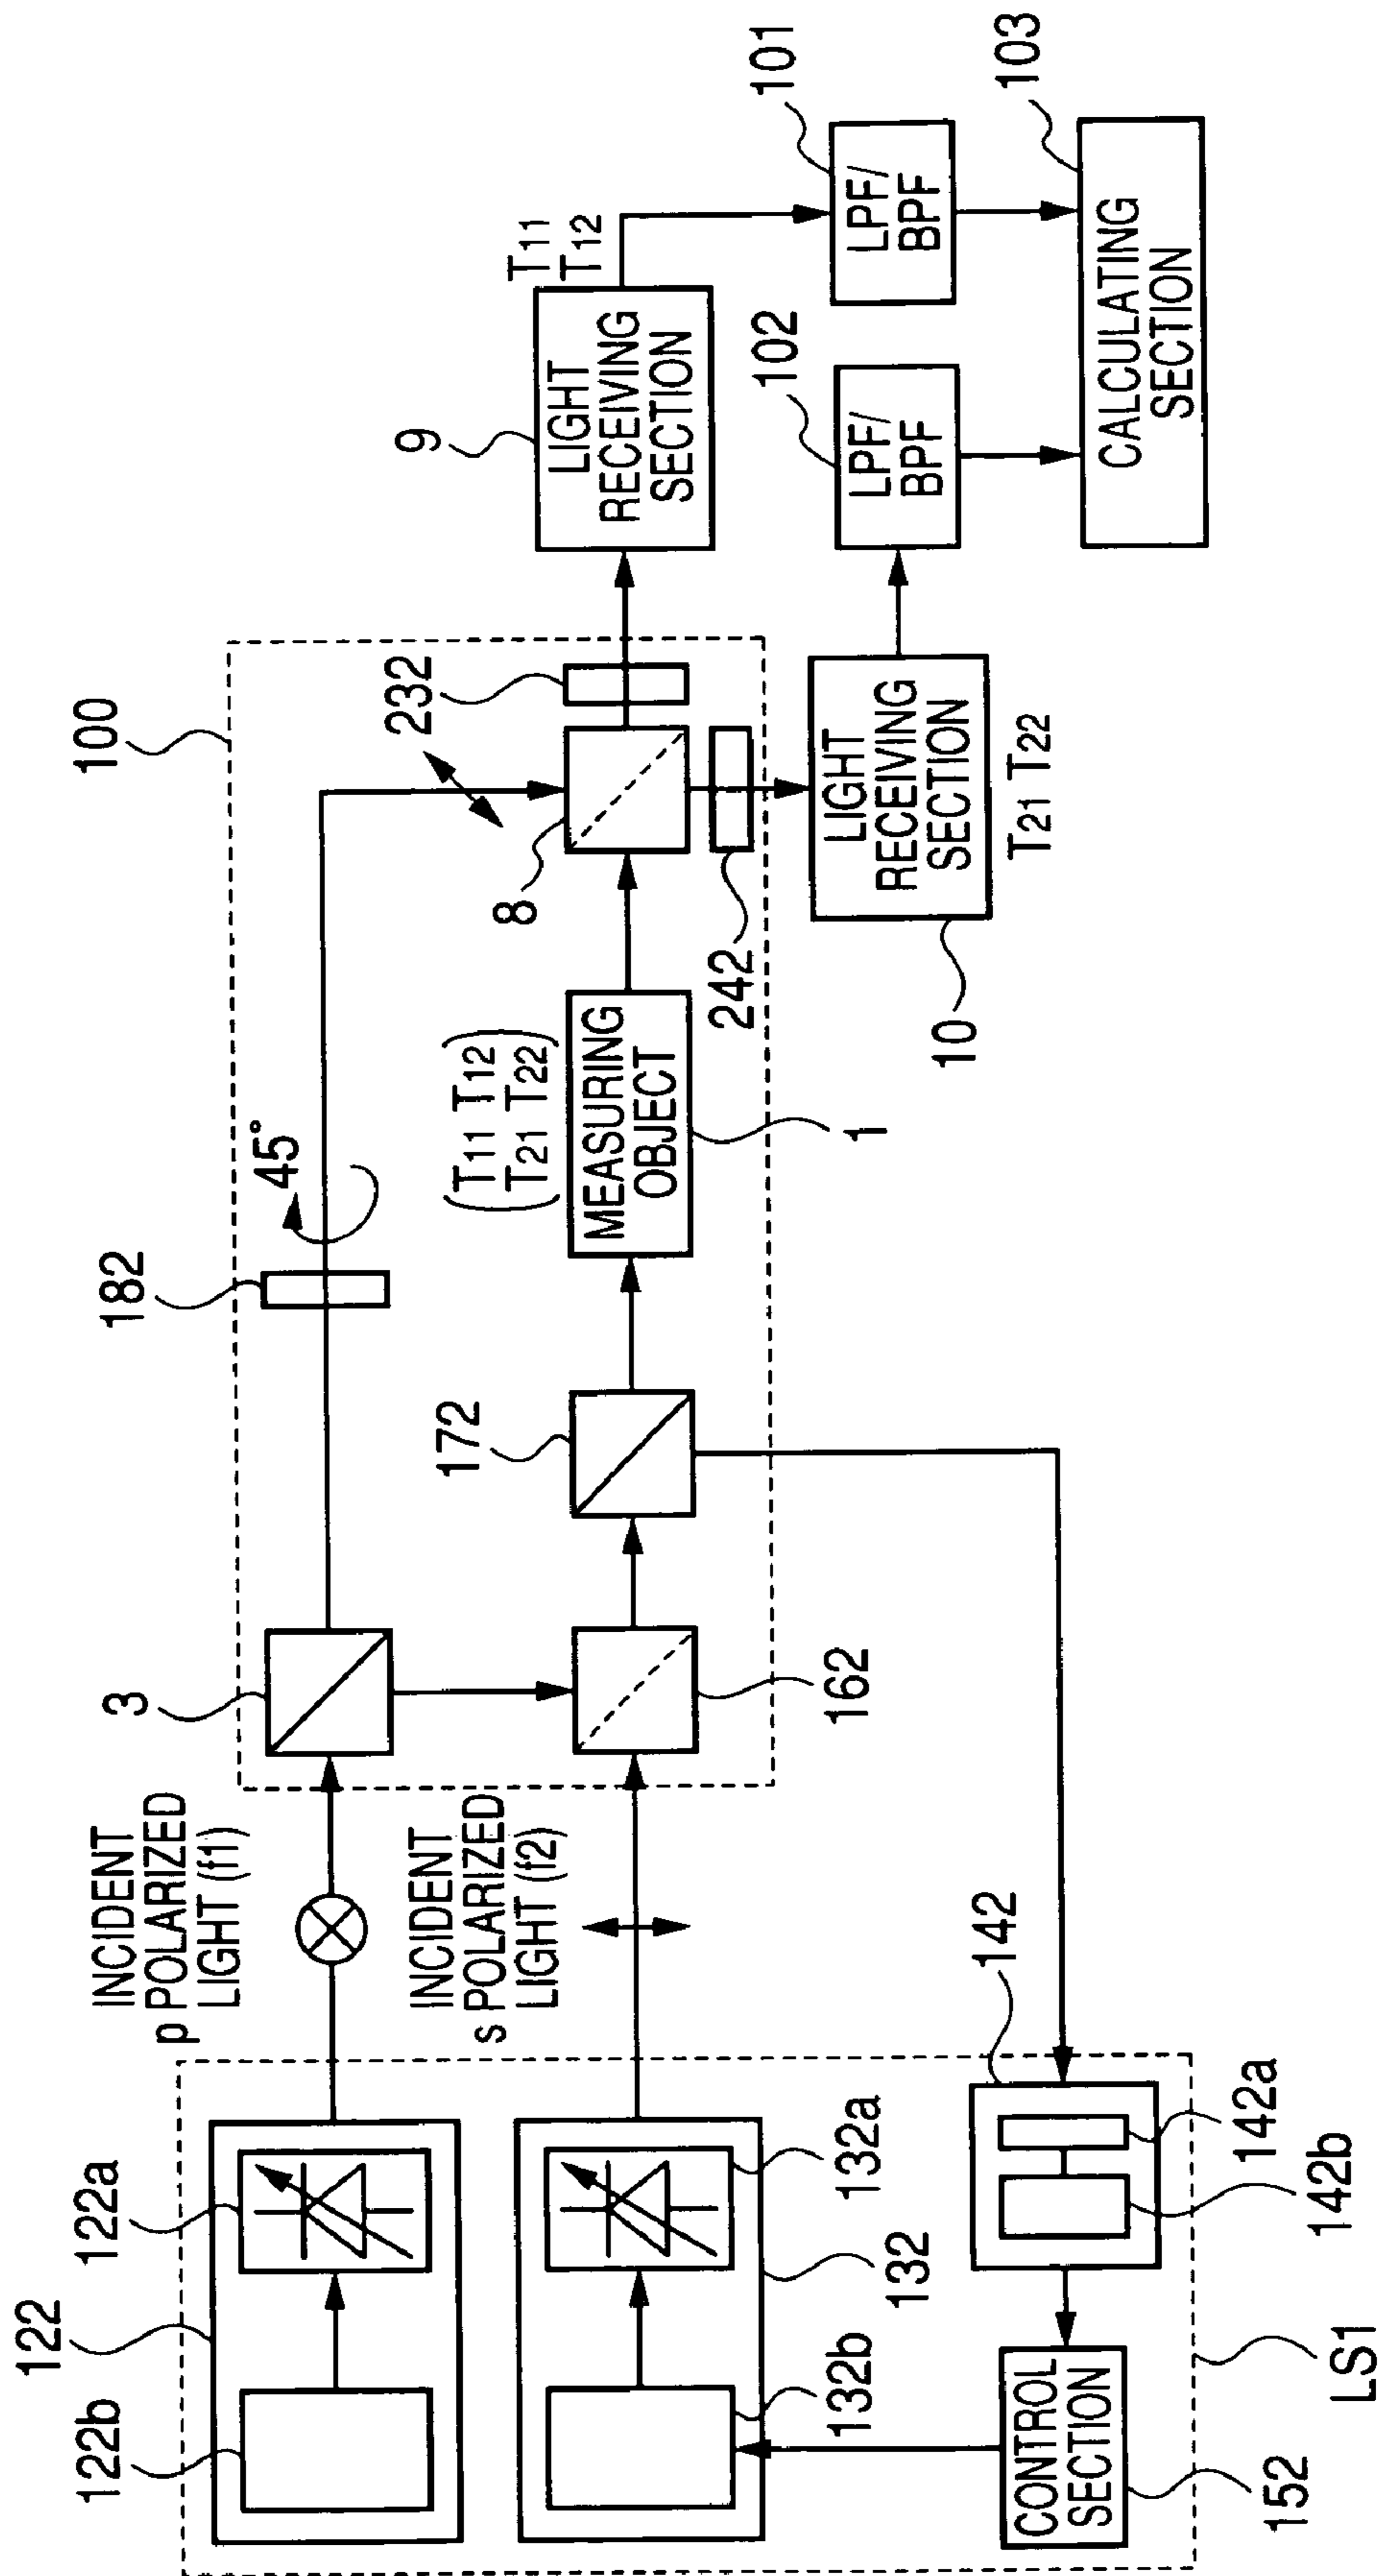 100
182
45°
232
T11
T12
101
103
3
172
(T11 T12
T21 T22)
8
9
LIGHT
RECEIVING
SECTION
102
LPF/
BPF
LPF/
BPF
CALCULATING
SECTION
122
122b
122a
INCIDENT
p POLARIZED
LIGHT (f1)
INCIDENT
s POLARIZED
LIGHT (f2)
162
MEASURING
OBJECT
1
242
LIGHT
RECEIVING
SECTION
10
T21 T22
132b
132
132a
142
142a
142b
CONTROL
SECTION
152
LS1